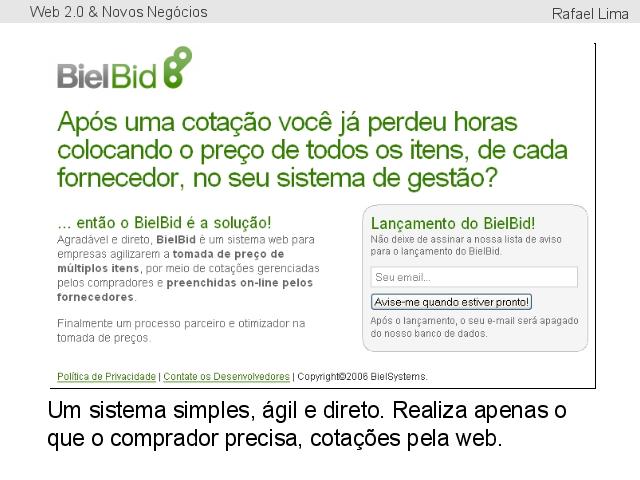 Web 2.0 & Novos Negócios
Rafael Lima
BielBid
Após uma cotação você já perdeu horas
colocando o preço de todos os itens, de cada
fornecedor, no seu sistema de gestão?
... então o BielBid é a solução!
Agradável e direto, BielBid é um sistema web para
empresas agilizarem a tomada de preço de
múltiplos itens, por meio de cotações gerenciadas
pelos compradores e preenchidas on-line pelos
fornecedores.
Finalmente um processo parceiro e otimizador na
tomada de preços.
Lançamento do BielBid!
Não deixe de assinar a nossa lista de aviso
para o lançamento do BielBid.
Seu email...
Avise-me quando estiver pronto!
Após o lançamento, o seu e-mail será apagado
do nosso banco de dados.
Política de Privacidade | Contate os Desenvolvedores | Copyright©2006 BielSystems.
Um sistema simples, ágil e direto. Realiza apenas o
que o comprador precisa, cotações pela web.